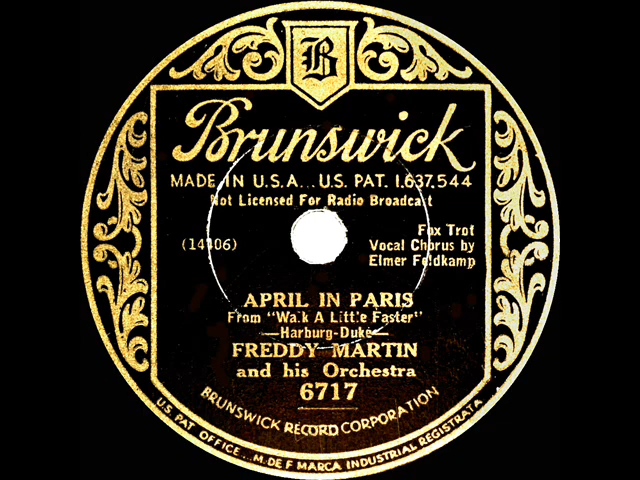 B
Brunswick
MADE IN U.S.A... U.S. PAT. 1,637,544
Not Licensed For Radio Broadcast
Fox Trot
(14406) Vocal Chorus by
Elmer Feldkamp
APRIL IN PARIS
From "Walk A Little Faster"
—Harburg-Duke—
FREDDY MARTIN
and his Orchestra
6717
BRUNSWICK RECORD CORPORATION
U.S. PAT. OFFICE... M. DE F. MARCA INDUSTRIAL REGISTRATA